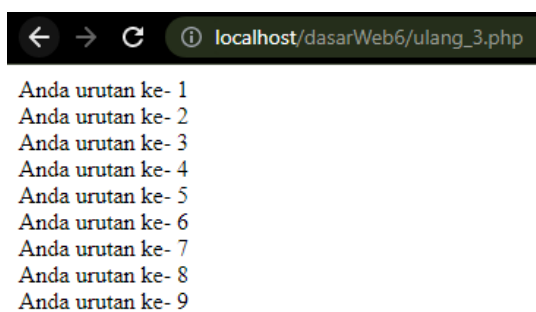 localhost/dasarWeb6/ulang_3.php
Anda urutan ke- 1
Anda urutan ke- 2
Anda urutan ke- 3
Anda urutan ke- 4
Anda urutan ke- 5
Anda urutan ke- 6
Anda urutan ke- 7
Anda urutan ke- 8
Anda urutan ke- 9